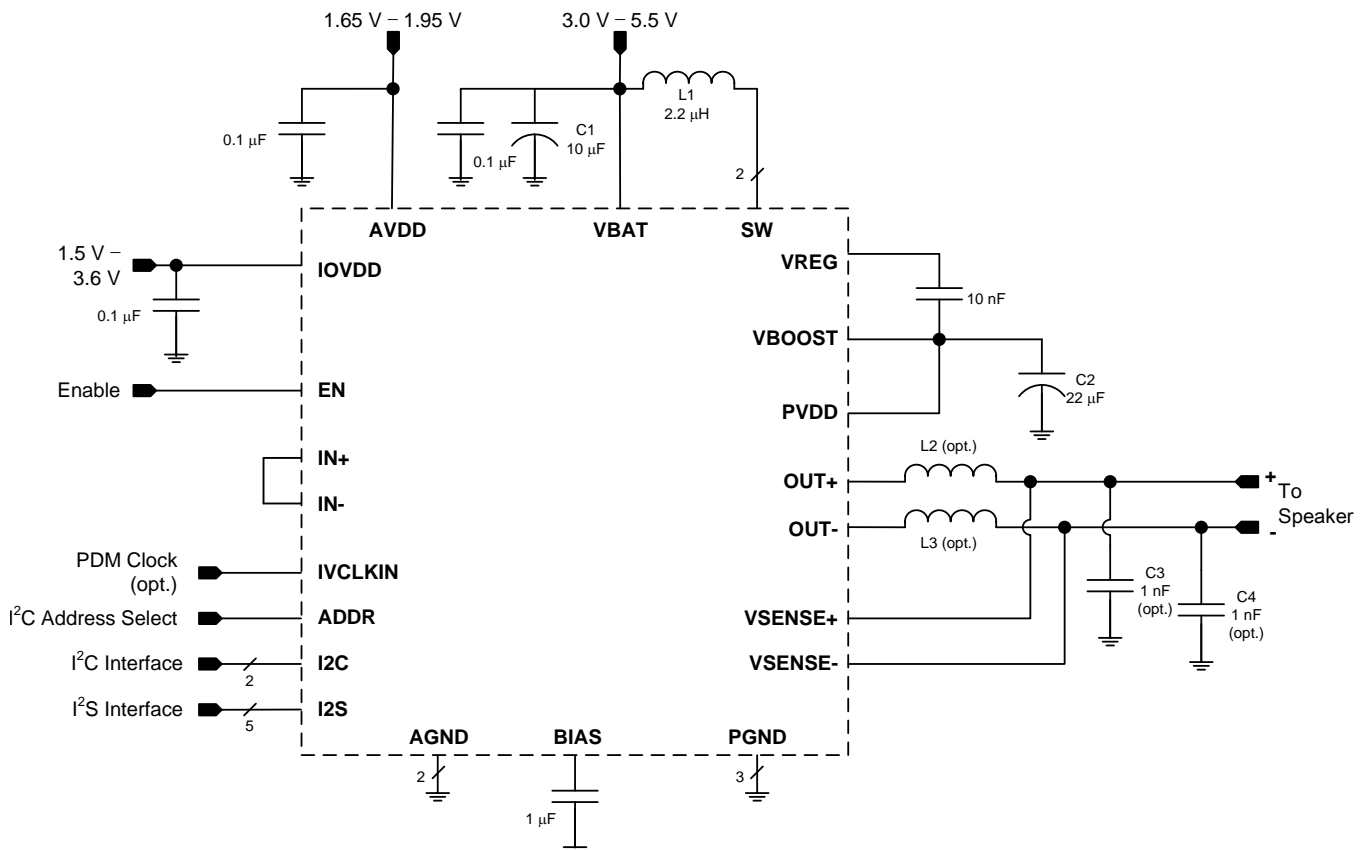 1.65 V – 1.95 V
3.0 V – 5.5 V
L1
2.2 μH
0.1 μF
0.1 μF
C1
10 μF
2
AVDD
VBAT
SW
1.5 V –
3.6 V
IOVDD
0.1 μF
VREG
10 nF
VBOOST
C2
22 μF
PVDD
Enable
EN
IN+
IN-
L2 (opt.)
OUT+
+
To
Speaker
-
OUT-
L3 (opt.)
PDM Clock
(opt.)
IVCLKIN
C3
1 nF
(opt.)
C4
1 nF
(opt.)
I²C Address Select
ADDR
VSENSE+
I²C Interface
2
I2C
VSENSE-
I²S Interface
5
I2S
AGND
BIAS
PGND
2
3
1 μF